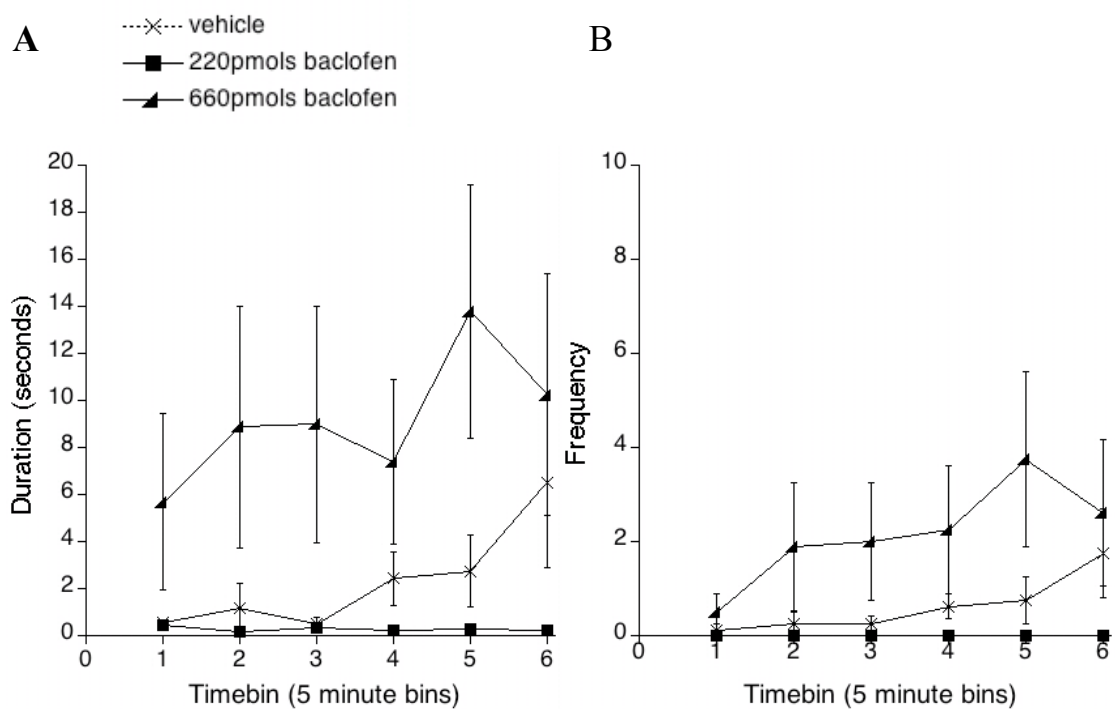 A
vehicle
220pmols baclofen
660pmols baclofen
B
20
18
16
14
12
10
8
6
4
2
0
Duration (seconds)
0 1 2 3 4 5 6
Timebin (5 minute bins)
10
8
6
4
2
0
Frequency
0 1 2 3 4 5 6
Timebin (5 minute bins)